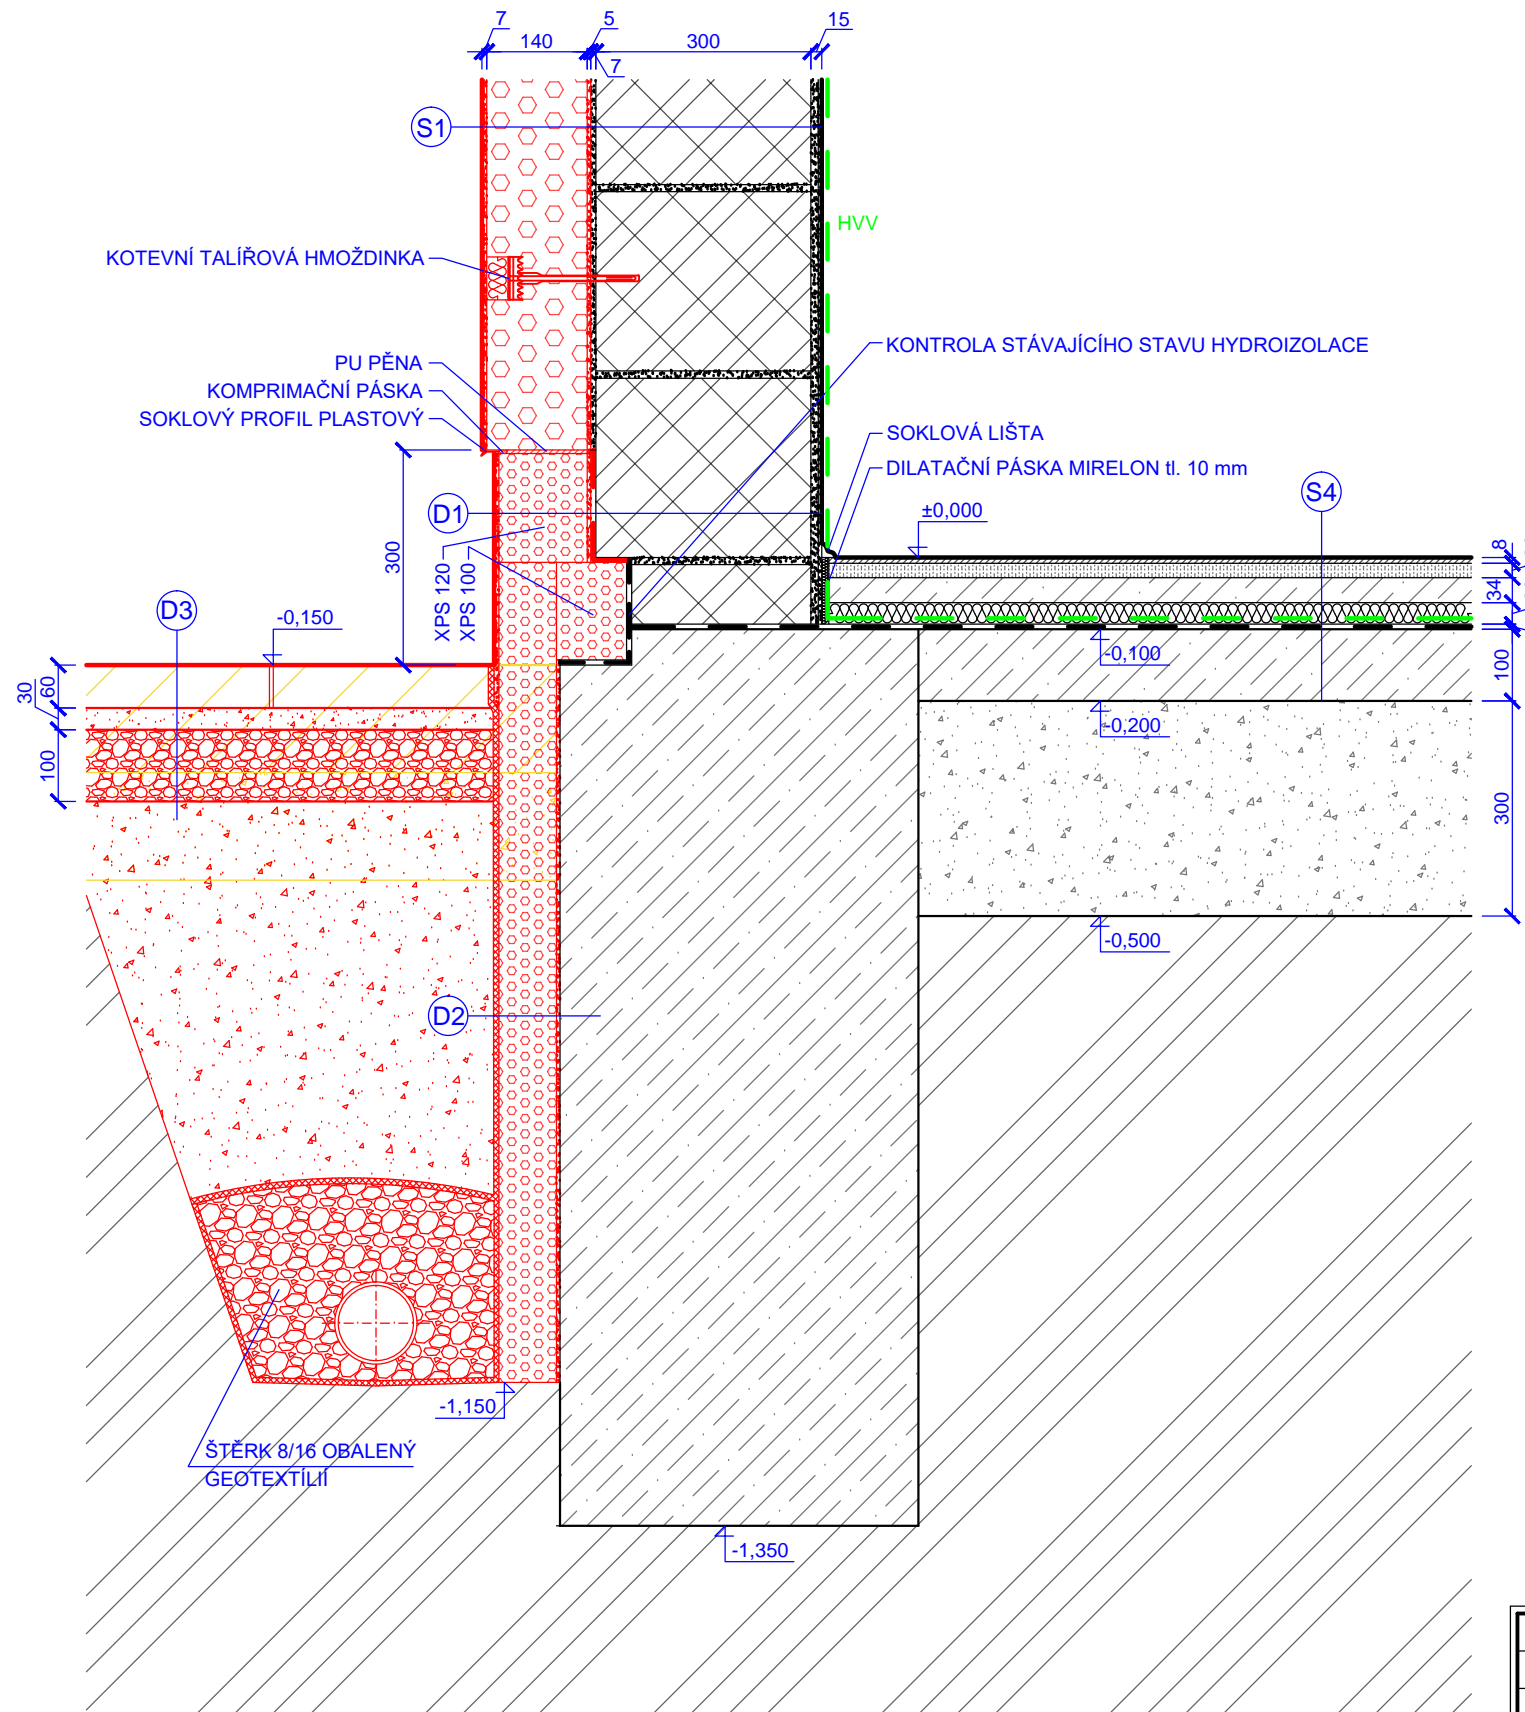 7
5
15
140
300
7
S1
HVV
KOTEVNÍ TALÍŘOVÁ HMOŽDINKA
KONTROLA STÁVAJÍCÍHO STAVU HYDROIZOLACE
PU PĚNA
KOMPRIMAČNÍ PÁSKA
SOKLOVÝ PROFIL PLASTOVÝ
SOKLOVÁ LIŠTA
DILATAČNÍ PÁSKA MIRELON tl. 10 mm
S4
D1
±0,000
300
XPS 120
XPS 100
8
34
D3
-0,150
-0,100
100
30
60
-0,200
100
300
-0,500
D2
-1,150
ŠTĚRK 8/16 OBALENÝ
GEOTEXTÍLIÍ
-1,350